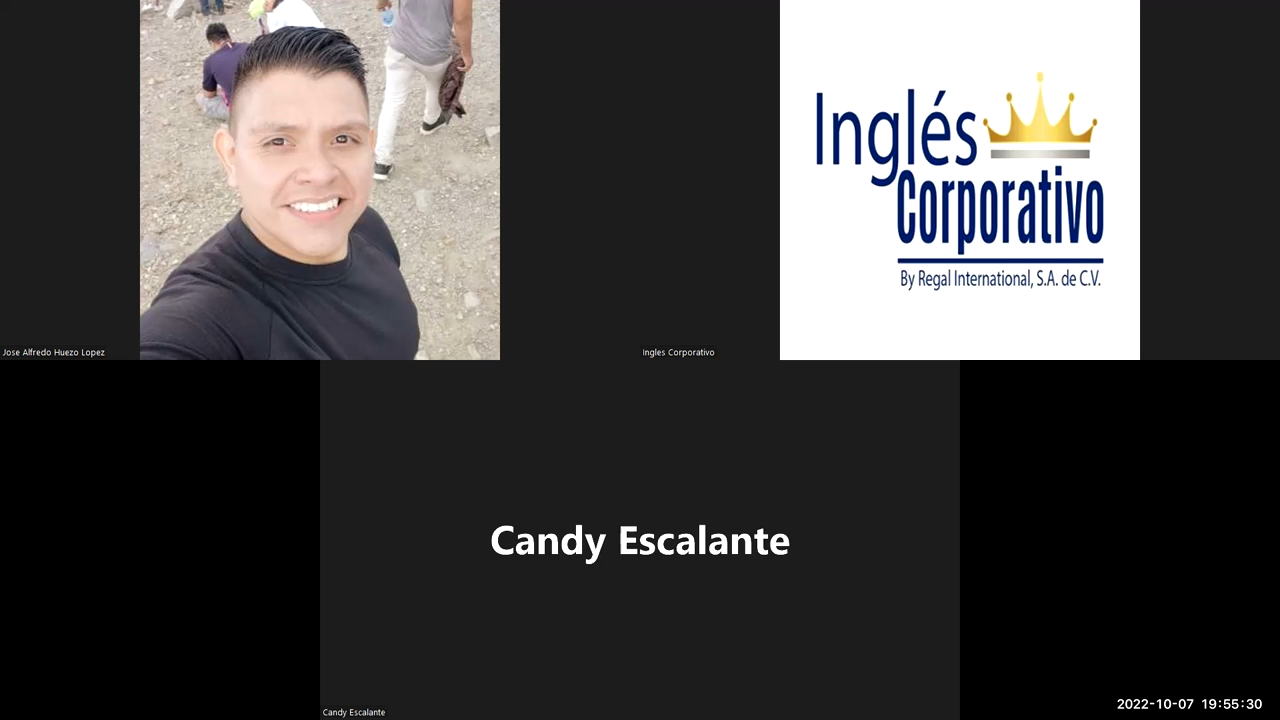 Jose Alfredo Huezo Lopez
Inglés
Corporativo
By Regal International, S.A. de C.V.
Ingles Corporativo
Candy Escalante
Candy Escalante
2022-10-07 19:55:30